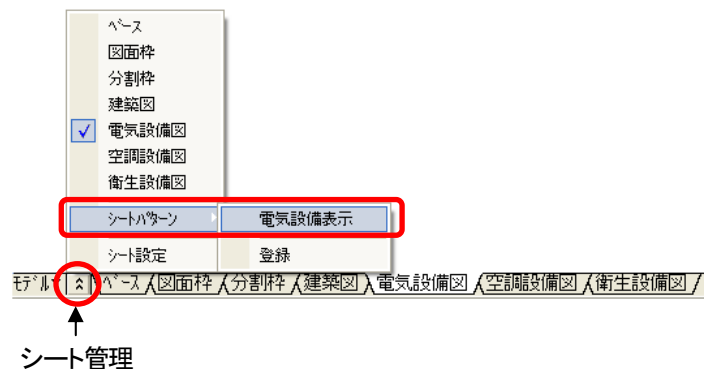 ベース
図面枠
分割枠
建築図
電気設備図
空調設備図
衛生設備図
シートパターン 電気設備表示
シート設定 登録
モデル ベース 図面枠 分割枠 建築図 電気設備図 空調設備図 衛生設備図
シート管理